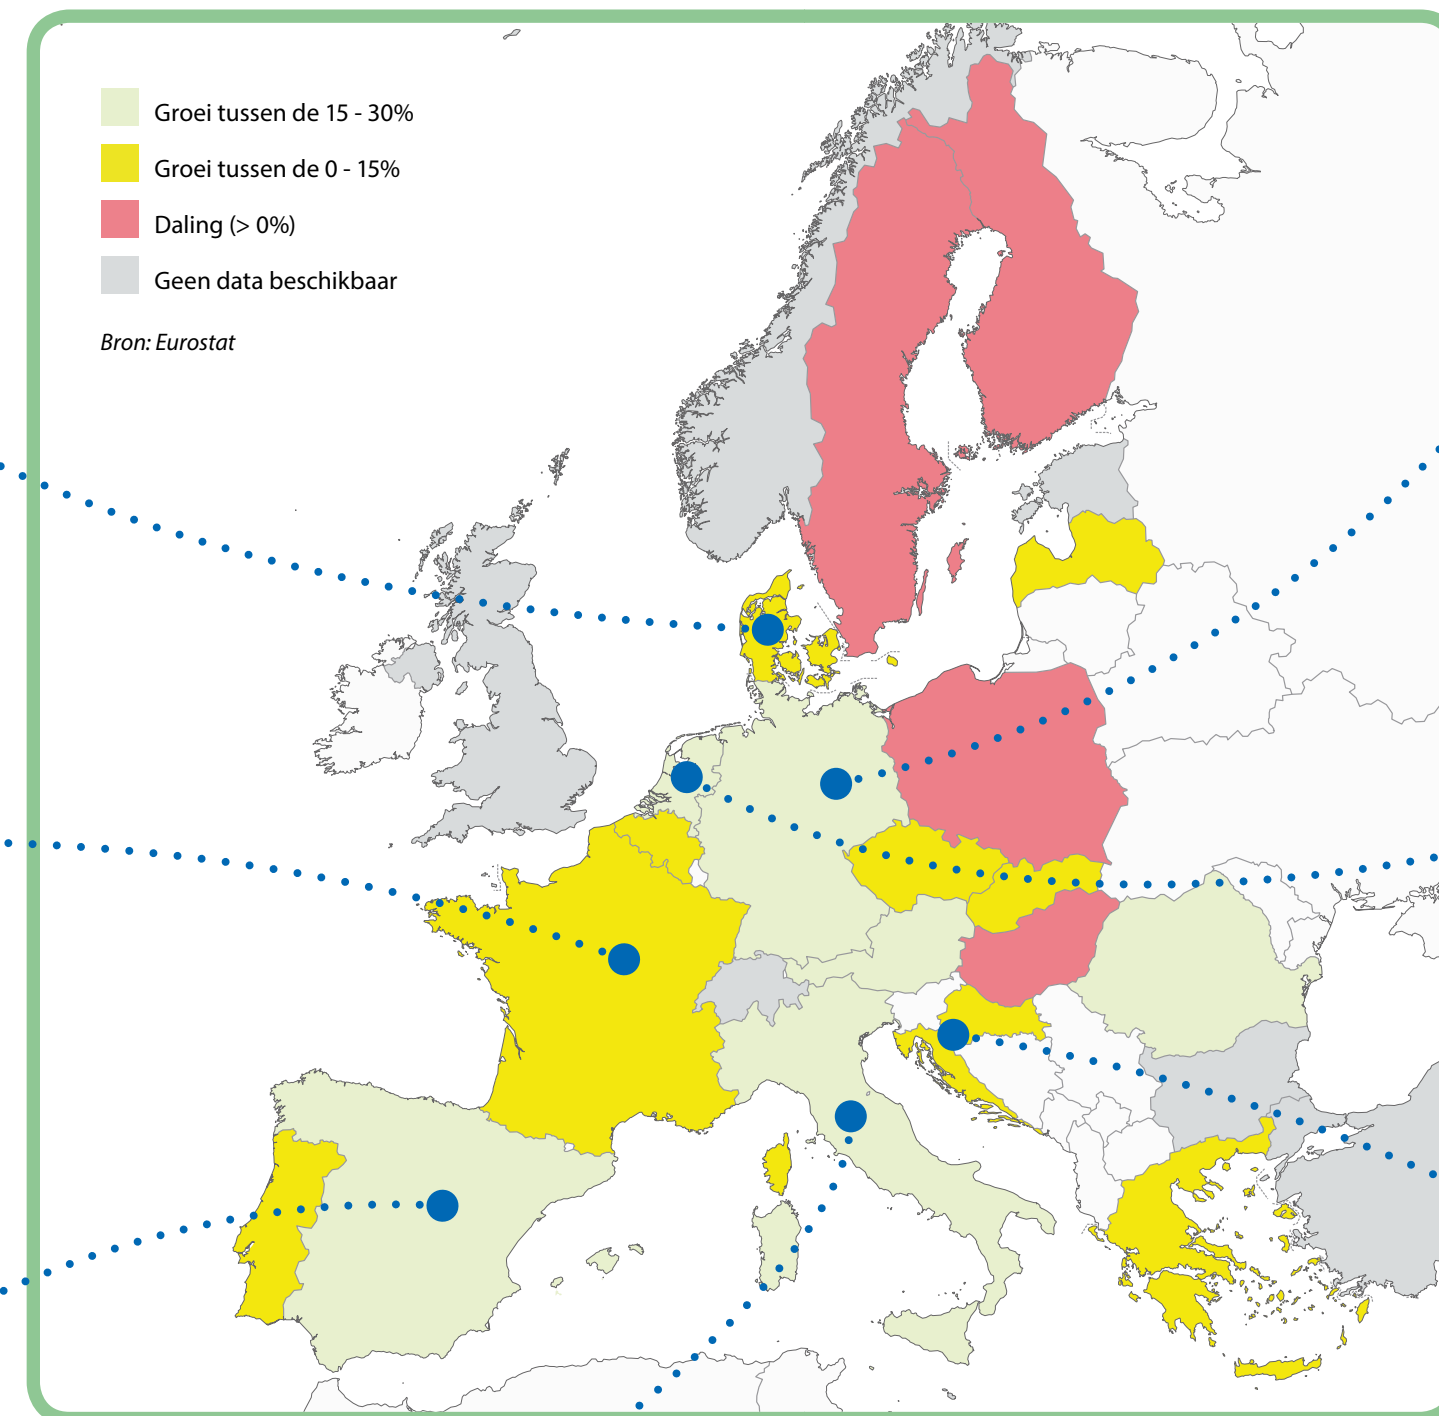 Groei tussen de 15 - 30%
Groei tussen de 0 - 15%
Daling (> 0%)
Geen data beschikbaar
Bron: Eurostat